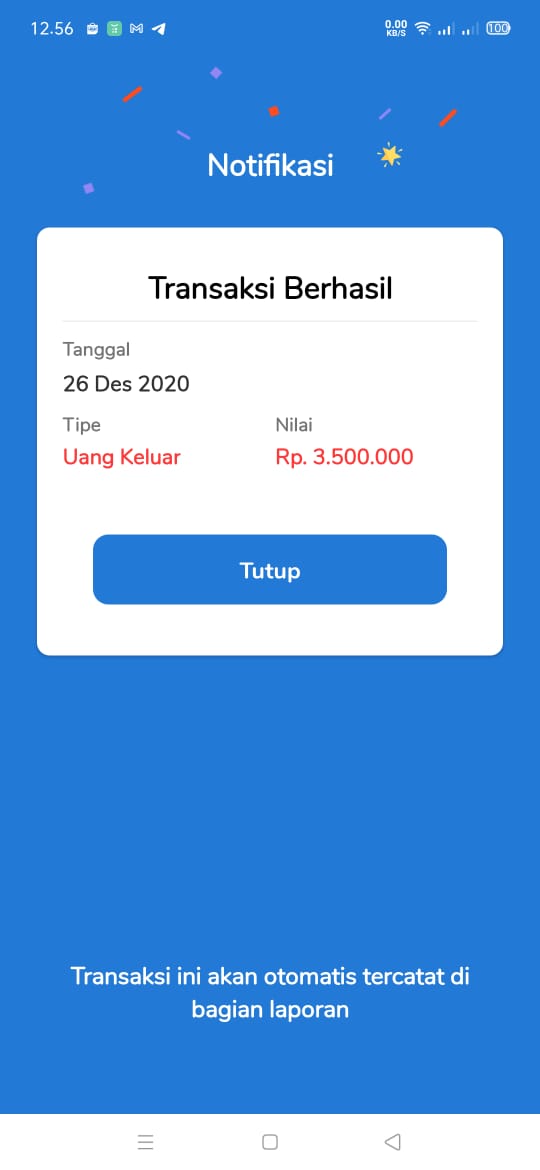 12.56
0.00
KB/S
100
Notifikasi
Transaksi Berhasil
Tanggal
26 Des 2020
Tipe
Nilai
Uang Keluar
Rp. 3.500.000
Tutup
Transaksi ini akan otomatis tercatat di
bagian laporan